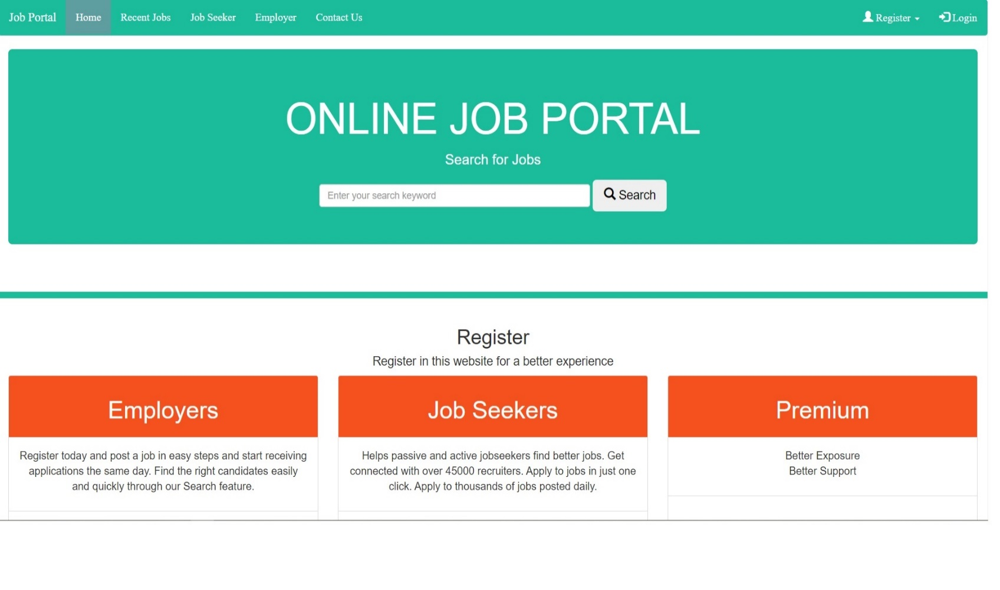 Job Portal Home Recent Jobs Job Seeker Employer Contact Us Register Login
ONLINE JOB PORTAL
Search for Jobs
Enter your search keyword Search
Register
Register in this website for a better experience
Employers
Register today and post a job in easy steps and start receiving
applications the same day. Find the right candidates easily
and quickly through our Search feature.
Job Seekers
Helps passive and active jobseekers find better jobs. Get
connected with over 45000 recruiters. Apply to jobs in just one
click. Apply to thousands of jobs posted daily.
Premium
Better Exposure
Better Support